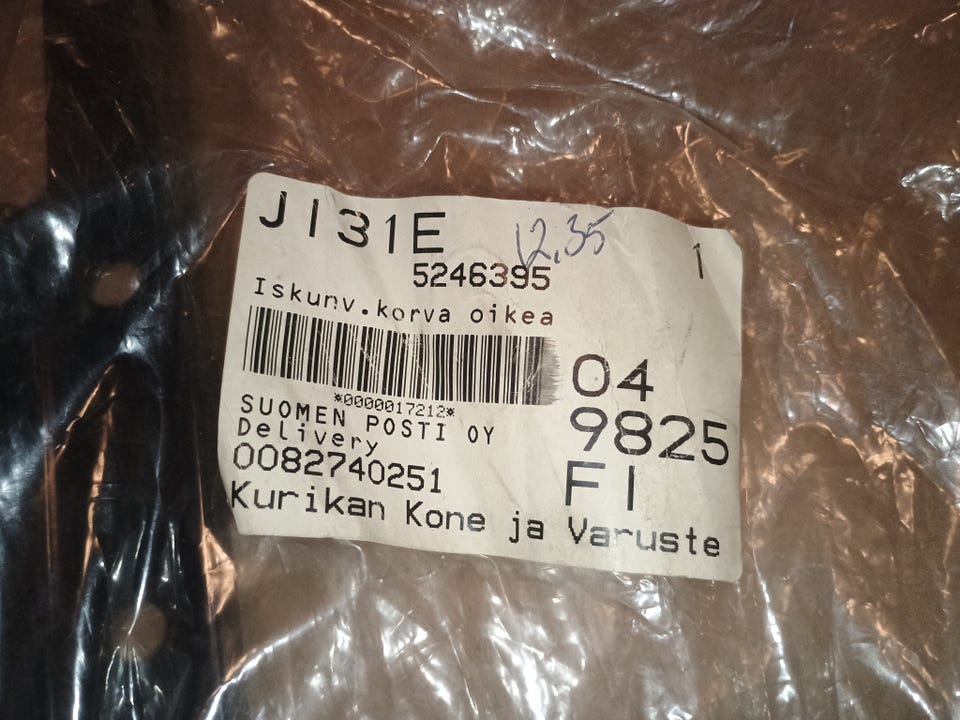 JI31E 12,35 1
5246395
Iskunv.korva oikea
*0000017212*
04
SUOMEN POSTI OY
9825
Delivery
0082740251
FI
Kurikan Kone ja Varuste